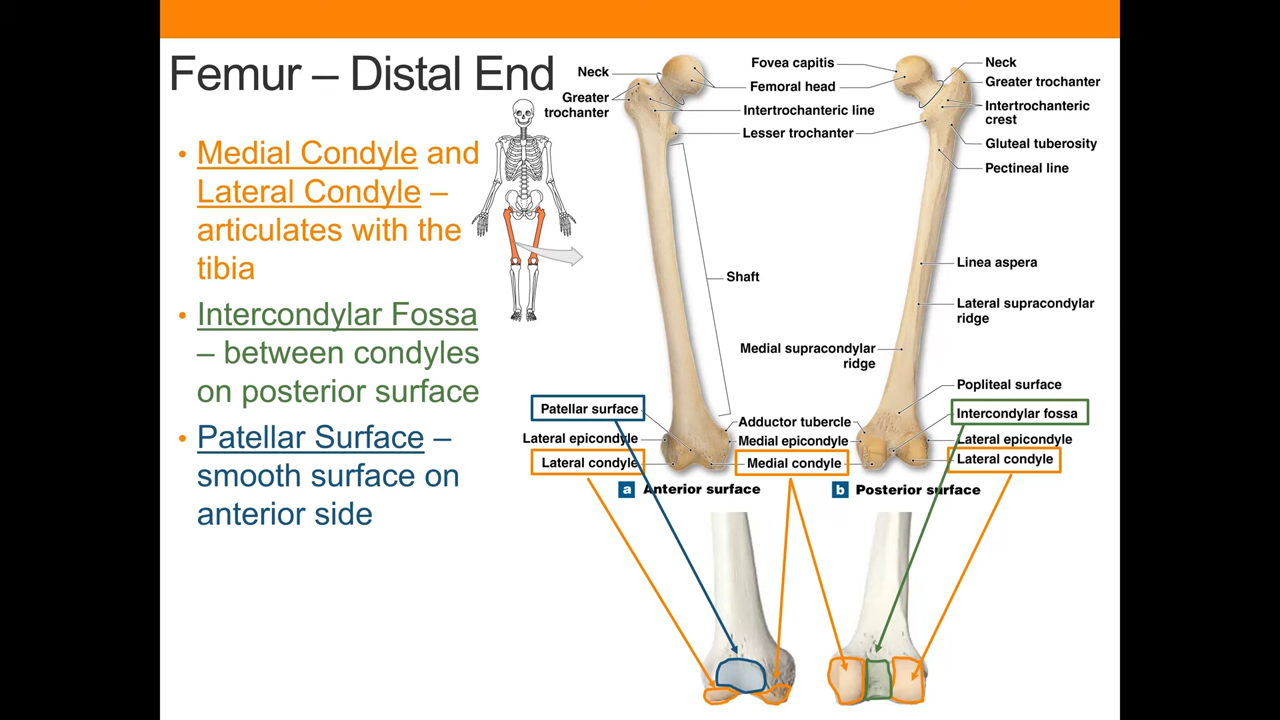 Femur – Distal End
• Medial Condyle and
Lateral Condyle –
articulates with the
tibia
• Intercondylar Fossa
– between condyles
on posterior surface
• Patellar Surface –
smooth surface on
anterior side
Neck
Greater
trochanter
Fovea capitis
Femoral head
Intertrochanteric line
Lesser trochanter
Shaft
Medial supracondylar
ridge
Patellar surface
Lateral epicondyle
Lateral condyle
Adductor tubercle
Medial epicondyle
Medial condyle
a Anterior surface
Neck
Greater trochanter
Intertrochanteric
crest
Gluteal tuberosity
Pectineal line
Linea aspera
Lateral supracondylar
ridge
Popliteal surface
Intercondylar fossa
Lateral epicondyle
Lateral condyle
b Posterior surface